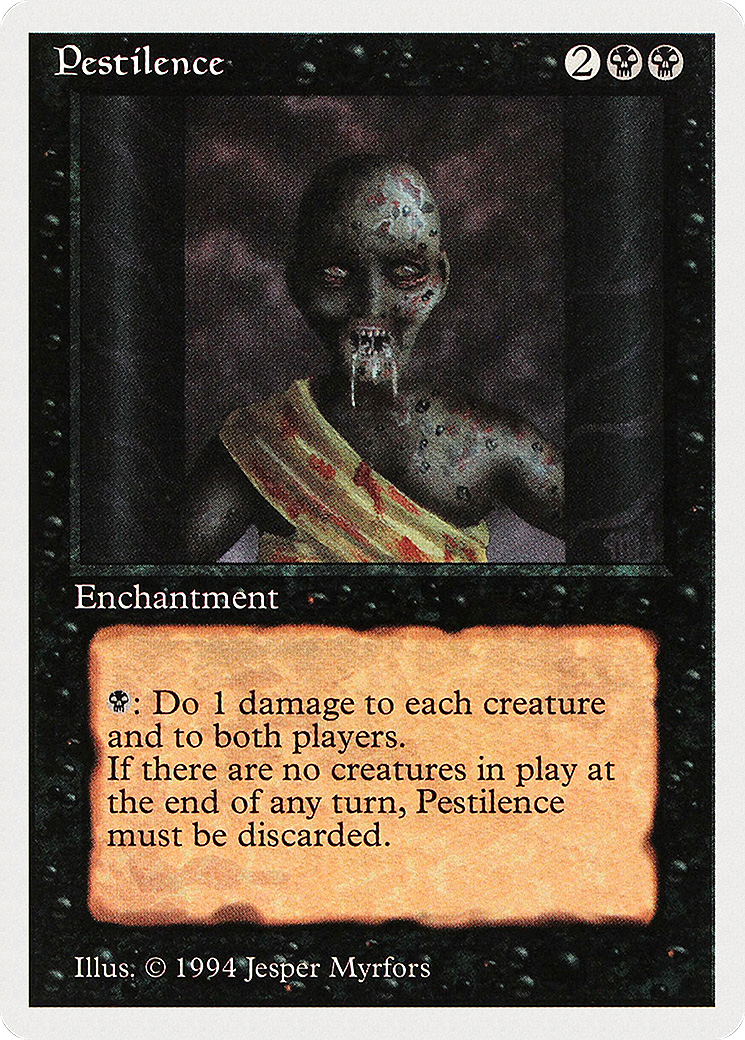 Pestilence 2
Enchantment
: Do 1 damage to each creature
and to both players.
If there are no creatures in play at
the end of any turn, Pestilence
must be discarded.
Illus. © 1994 Jesper Myrfors